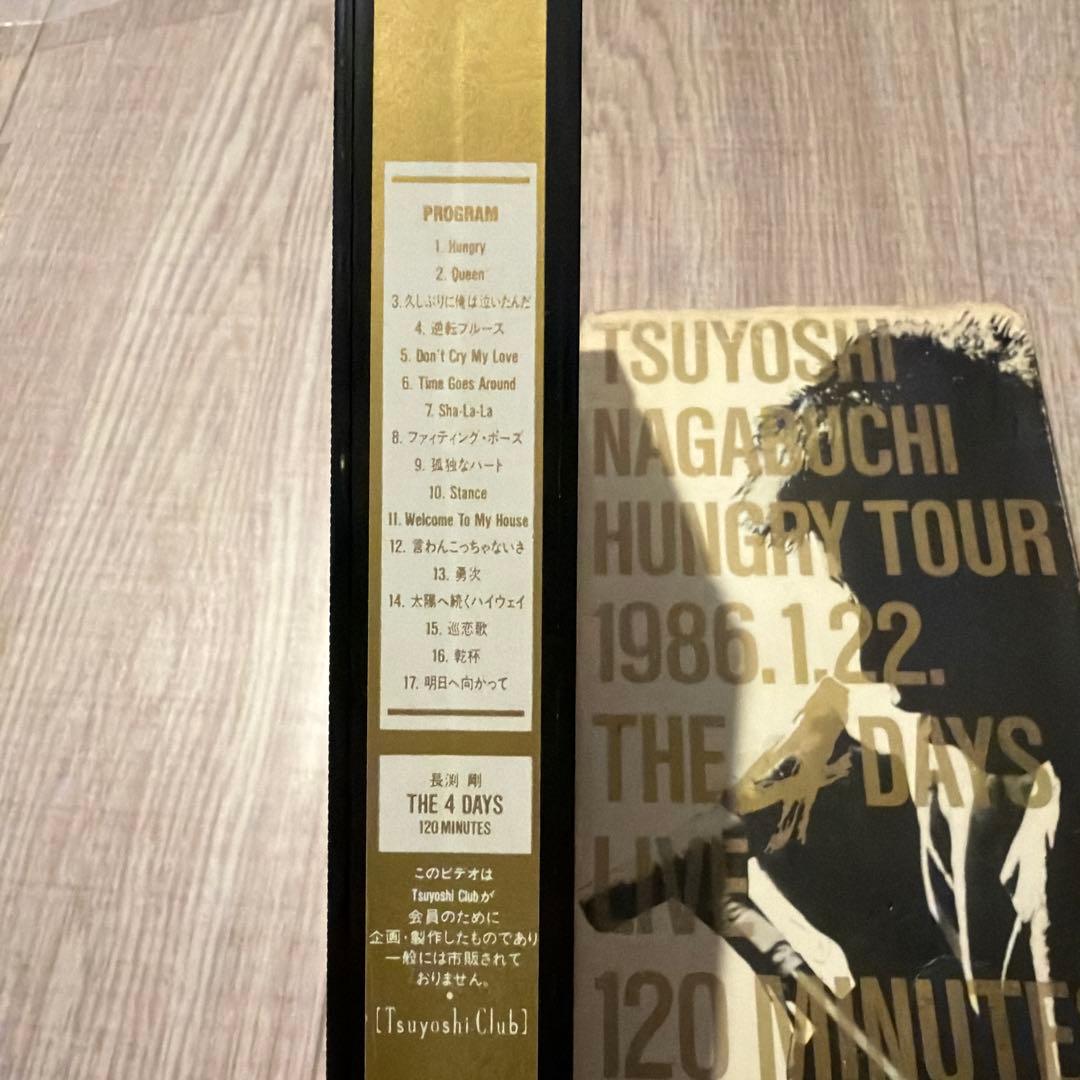 PROGRAM
1. Hungry
2. Queen
3. 久しぶりに俺は泣いたんだ
4. 逆転ブルース
5. Don't Cry My Love
6. Time Goes Around
7. Sha-La-La
8. ファイティング・ポーズ
9. 孤独なハート
10. Stance
11. Welcome To My House
12. 言わんこっちゃないさ
13. 勇次
14. 太陽へ続くハイウェイ
15. 巡恋歌
16. 乾杯
17. 明日へ向かって
長渕 剛
THE 4 DAYS
120 MINUTES
このビデオは
Tsuyoshi Clubが
会員のために
企画・製作したものであり
一般には市販されて
おりません。
[Tsuyoshi Club]
TSUYOSHI
NAGABUCHI
HUNGRY TOUR
1986.1.22.
THE 4 DAYS
LIVE
120 MINUTES